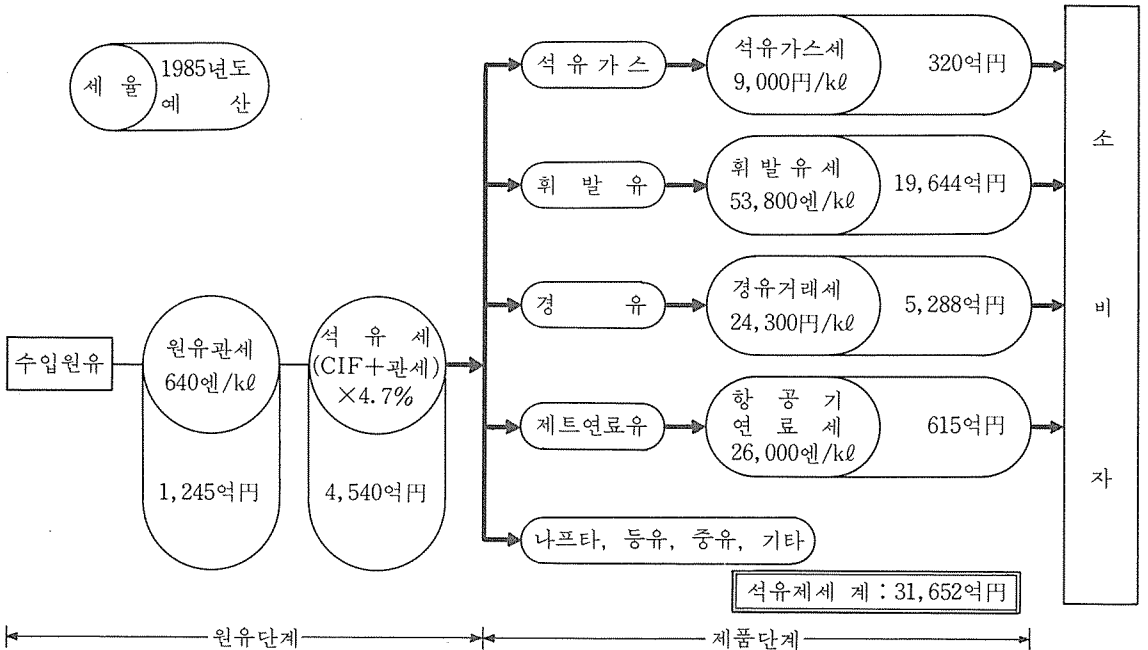 세 율
1985년도
예 산
석 유 가 스
석유가스세
9,000円/kℓ
320억円
휘 발 유
휘 발 유 세
53,800엔/kℓ
19,644억円
경 유
경유거래세
24,300円/kℓ
5,288억円
수입원유
원유관세
640엔/kℓ
1,245억円
석 유 세
(CIF+관세)
×4.7%
4,540억円
제트연료유
항 공 기
연 료 세
26,000엔/kℓ
615억円
나프타, 등유, 중유, 기타
소
비
자
석유제세 계 : 31,652억円
원유단계
제품단계